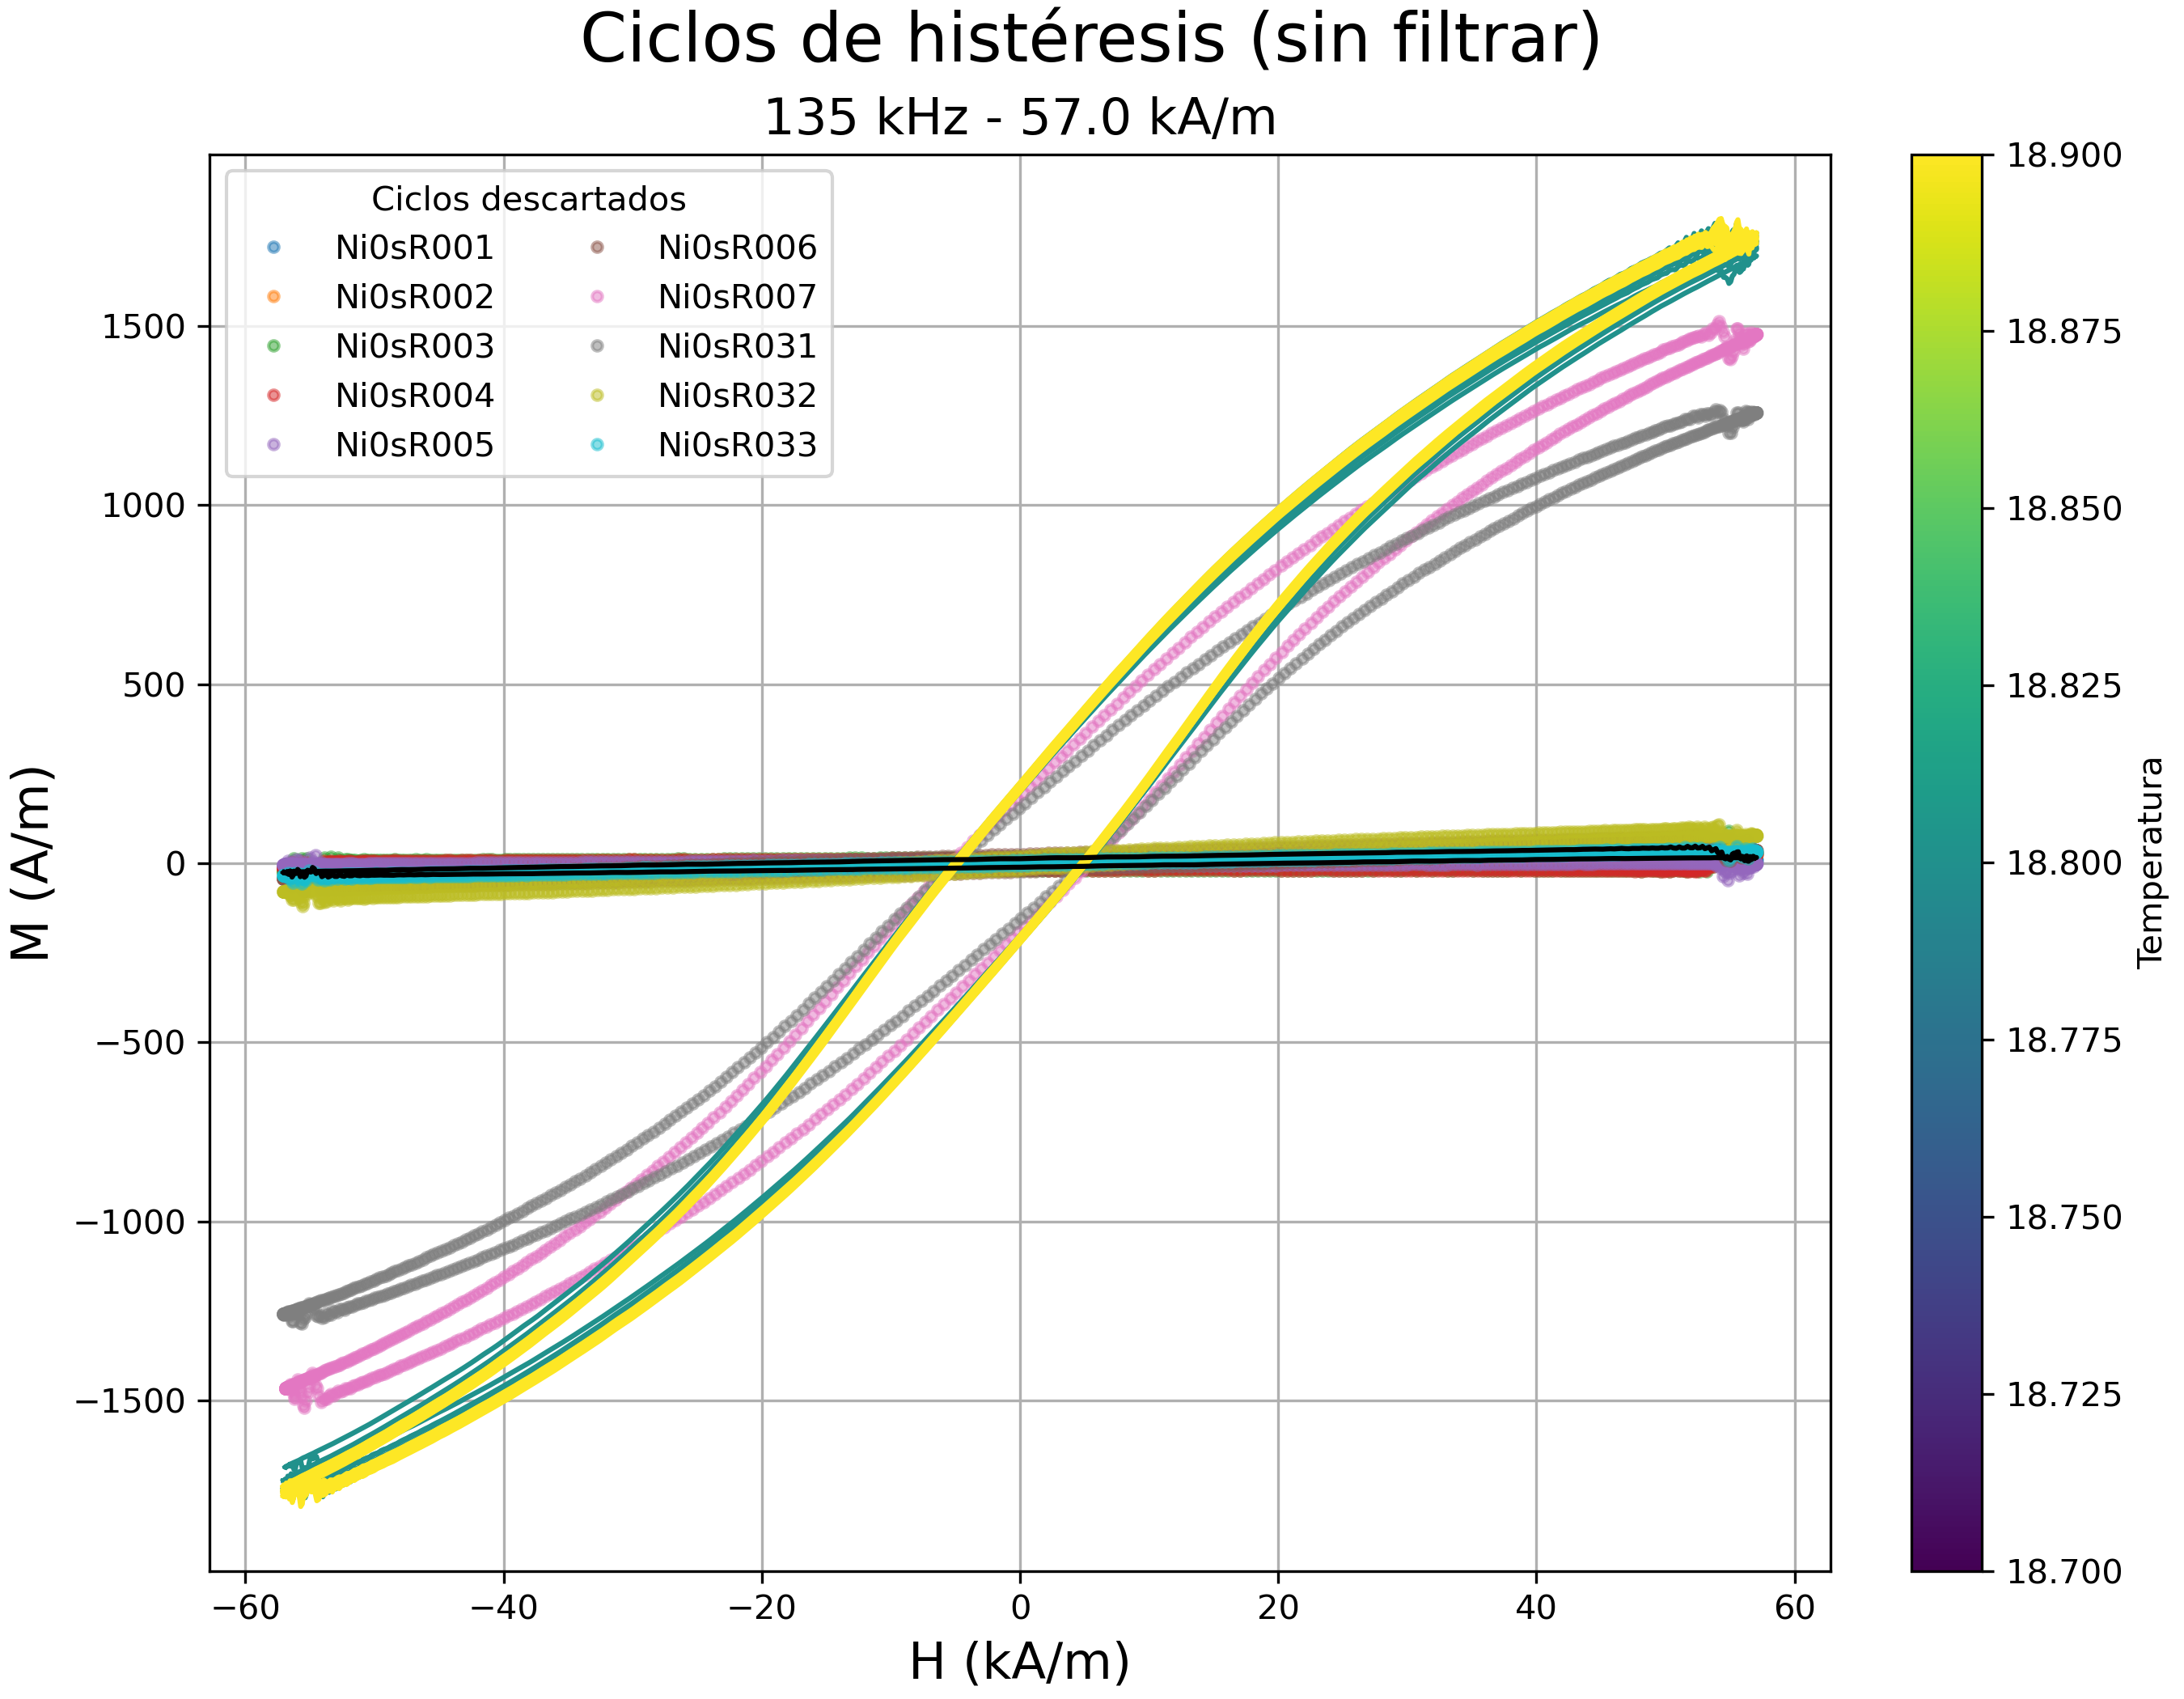 Ciclos de histéresis (sin filtrar)
135 kHz - 57.0 kA/m
Ciclos descartados
Ni0sR001 Ni0sR006
Ni0sR002 Ni0sR007
Ni0sR003 Ni0sR031
Ni0sR004 Ni0sR032
Ni0sR005 Ni0sR033
1500
1000
500
0
−500
−1000
−1500
M (A/m)
−60 −40 −20 0 20 40 60
H (kA/m)
18.900
18.875
18.850
18.825
18.800
18.775
18.750
18.725
18.700
Temperatura